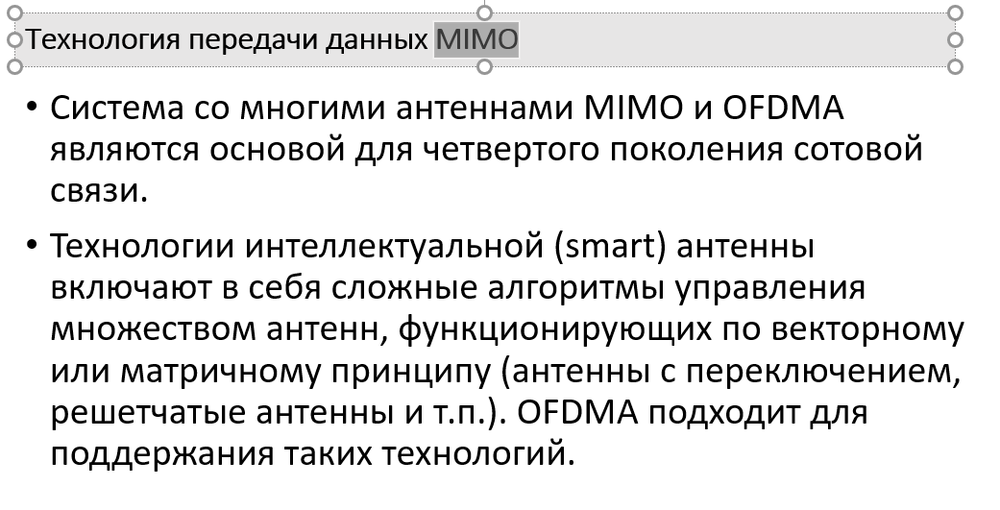 Технология передачи данных MIMO
• Система со многими антеннами MIMO и OFDMA
являются основой для четвертого поколения сотовой
связи.
• Технологии интеллектуальной (smart) антенны
включают в себя сложные алгоритмы управления
множеством антенн, функционирующих по векторному
или матричному принципу (антенны с переключением,
решетчатые антенны и т.п.). OFDMA подходит для
поддержания таких технологий.